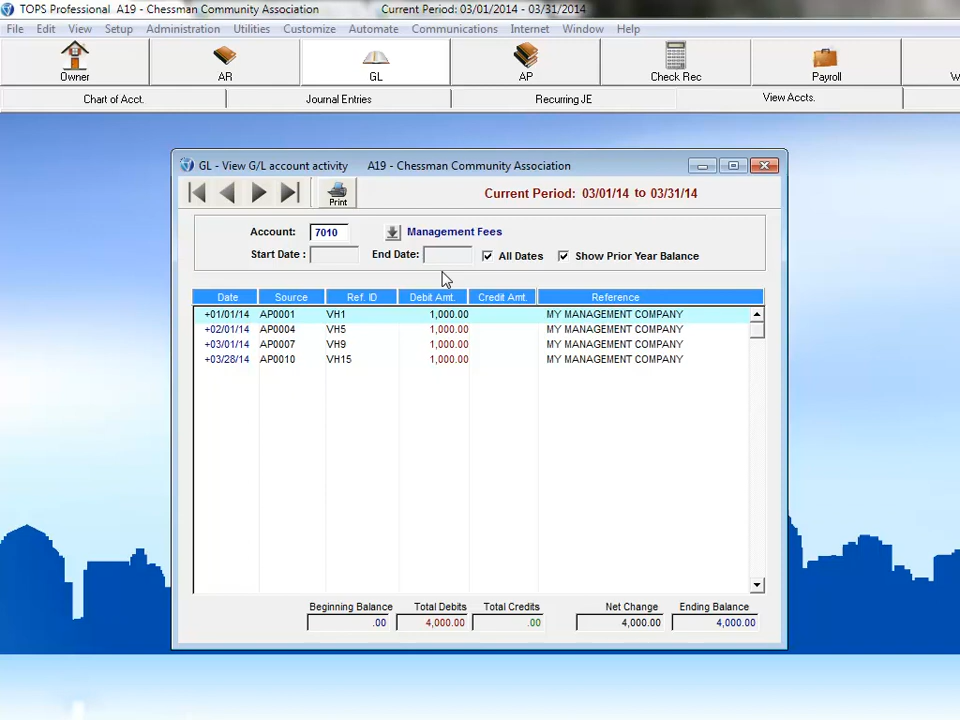 TOPS Professional A19 - Chessman Community Association Current Period: 03/01/2014 - 03/31/2014
File Edit View Setup Administration Utilities Customize Automate Communications Internet Window Help
Owner AR GL AP Check Rec Payroll
Chart of Acct. Journal Entries Recurring JE View Accts.
GL - View G/L account activity A19 - Chessman Community Association
Print Current Period: 03/01/14 to 03/31/14
Account: 7010 Management Fees
Start Date : End Date: All Dates Show Prior Year Balance
Date Source Ref. ID Debit Amt. Credit Amt. Reference
+01/01/14 AP0001 VH1 1,000.00 MY MANAGEMENT COMPANY
+02/01/14 AP0004 VH5 1,000.00 MY MANAGEMENT COMPANY
+03/01/14 AP0007 VH9 1,000.00 MY MANAGEMENT COMPANY
+03/28/14 AP0010 VH15 1,000.00 MY MANAGEMENT COMPANY
Beginning Balance Total Debits Total Credits Net Change Ending Balance
.00 4,000.00 .00 4,000.00 4,000.00